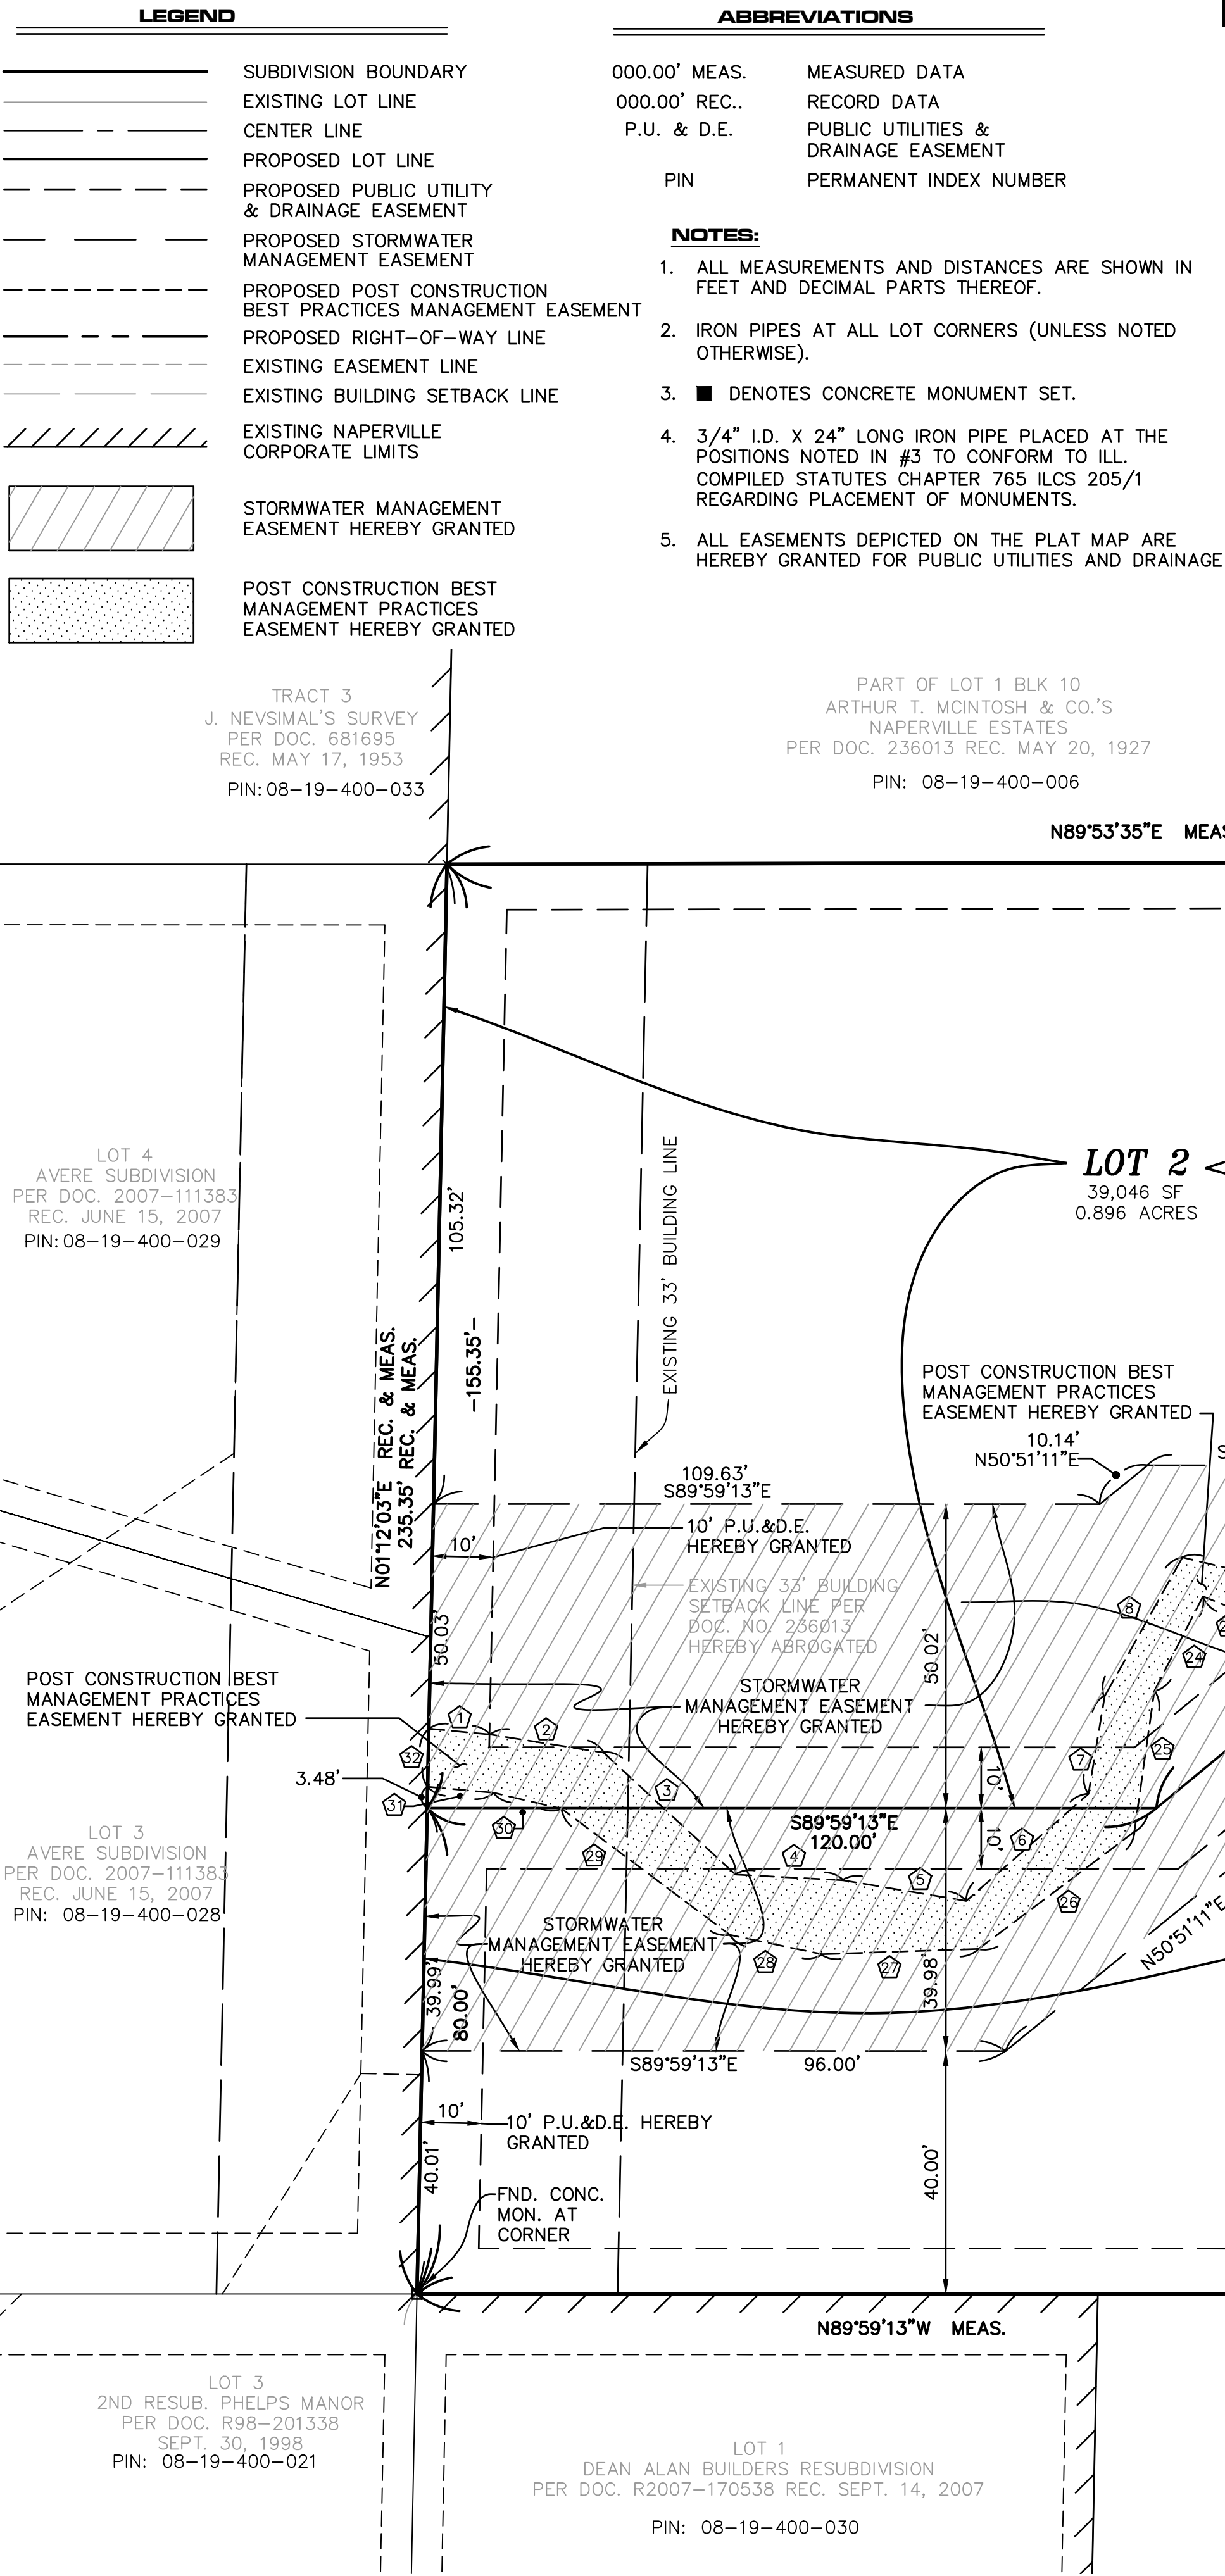 LEGEND
SUBDIVISION BOUNDARY
EXISTING LOT LINE
CENTER LINE
PROPOSED LOT LINE
PROPOSED PUBLIC UTILITY
& DRAINAGE EASEMENT
PROPOSED STORMWATER
MANAGEMENT EASEMENT
PROPOSED POST CONSTRUCTION
BEST PRACTICES MANAGEMENT EASEMENT
PROPOSED RIGHT-OF-WAY LINE
EXISTING EASEMENT LINE
EXISTING BUILDING SETBACK LINE
EXISTING NAPERVILLE
CORPORATE LIMITS
STORMWATER MANAGEMENT
EASEMENT HEREBY GRANTED
POST CONSTRUCTION BEST
MANAGEMENT PRACTICES
EASEMENT HEREBY GRANTED
ABBREVIATIONS
000.00' MEAS. MEASURED DATA
000.00' REC.. RECORD DATA
P.U. & D.E. PUBLIC UTILITIES &
DRAINAGE EASEMENT
PIN PERMANENT INDEX NUMBER
NOTES:
1. ALL MEASUREMENTS AND DISTANCES ARE SHOWN IN
FEET AND DECIMAL PARTS THEREOF.
2. IRON PIPES AT ALL LOT CORNERS (UNLESS NOTED
OTHERWISE).
3. ■ DENOTES CONCRETE MONUMENT SET.
4. 3/4" I.D. X 24" LONG IRON PIPE PLACED AT THE
POSITIONS NOTED IN #3 TO CONFORM TO ILL.
COMPILED STATUTES CHAPTER 765 ILCS 205/1
REGARDING PLACEMENT OF MONUMENTS.
5. ALL EASEMENTS DEPICTED ON THE PLAT MAP ARE
HEREBY GRANTED FOR PUBLIC UTILITIES AND DRAINAGE
TRACT 3
J. NEVSIMAL'S SURVEY
PER DOC. 681695
REC. MAY 17, 1953
PIN: 08-19-400-033
PART OF LOT 1 BLK 10
ARTHUR T. MCINTOSH & CO.'S
NAPERVILLE ESTATES
PER DOC. 236013 REC. MAY 20, 1927
PIN: 08-19-400-006
N89°53'35"E MEAS
LOT 4
AVERE SUBDIVISION
PER DOC. 2007-111383
REC. JUNE 15, 2007
PIN: 08-19-400-029
105.32'
-155.35'-
N01°12'03"E REC. & MEAS.
235.35' REC. & MEAS.
EXISTING 33' BUILDING LINE
LOT 2
39,046 SF
0.896 ACRES
POST CONSTRUCTION BEST
MANAGEMENT PRACTICES
EASEMENT HEREBY GRANTED
10.14'
N50°51'11"E
S
109.63'
S89°59'13"E
10' P.U.&D.E.
HEREBY GRANTED
10'
EXISTING 33' BUILDING
SETBACK LINE PER
DOC. NO. 236013
HEREBY ABROGATED
50.03'
50.02'
8
24
POST CONSTRUCTION BEST
MANAGEMENT PRACTICES
EASEMENT HEREBY GRANTED
STORMWATER
MANAGEMENT EASEMENT
HEREBY GRANTED
1
2
32
3.48'
31
3
7
25
10'
30
S89°59'13"E
120.00'
10'
6
29
4
5
26
LOT 3
AVERE SUBDIVISION
PER DOC. 2007-111383
REC. JUNE 15, 2007
PIN: 08-19-400-028
STORMWATER
MANAGEMENT EASEMENT
HEREBY GRANTED
28
27
N50°51'11"E
39.99'
80.00'
39.98'
S89°59'13"E 96.00'
10'
10' P.U.&D.E. HEREBY
GRANTED
40.01'
40.00'
FND. CONC.
MON. AT
CORNER
N89°59'13"W MEAS.
LOT 3
2ND RESUB. PHELPS MANOR
PER DOC. R98-201338
SEPT. 30, 1998
PIN: 08-19-400-021
LOT 1
DEAN ALAN BUILDERS RESUBDIVISION
PER DOC. R2007-170538 REC. SEPT. 14, 2007
PIN: 08-19-400-030